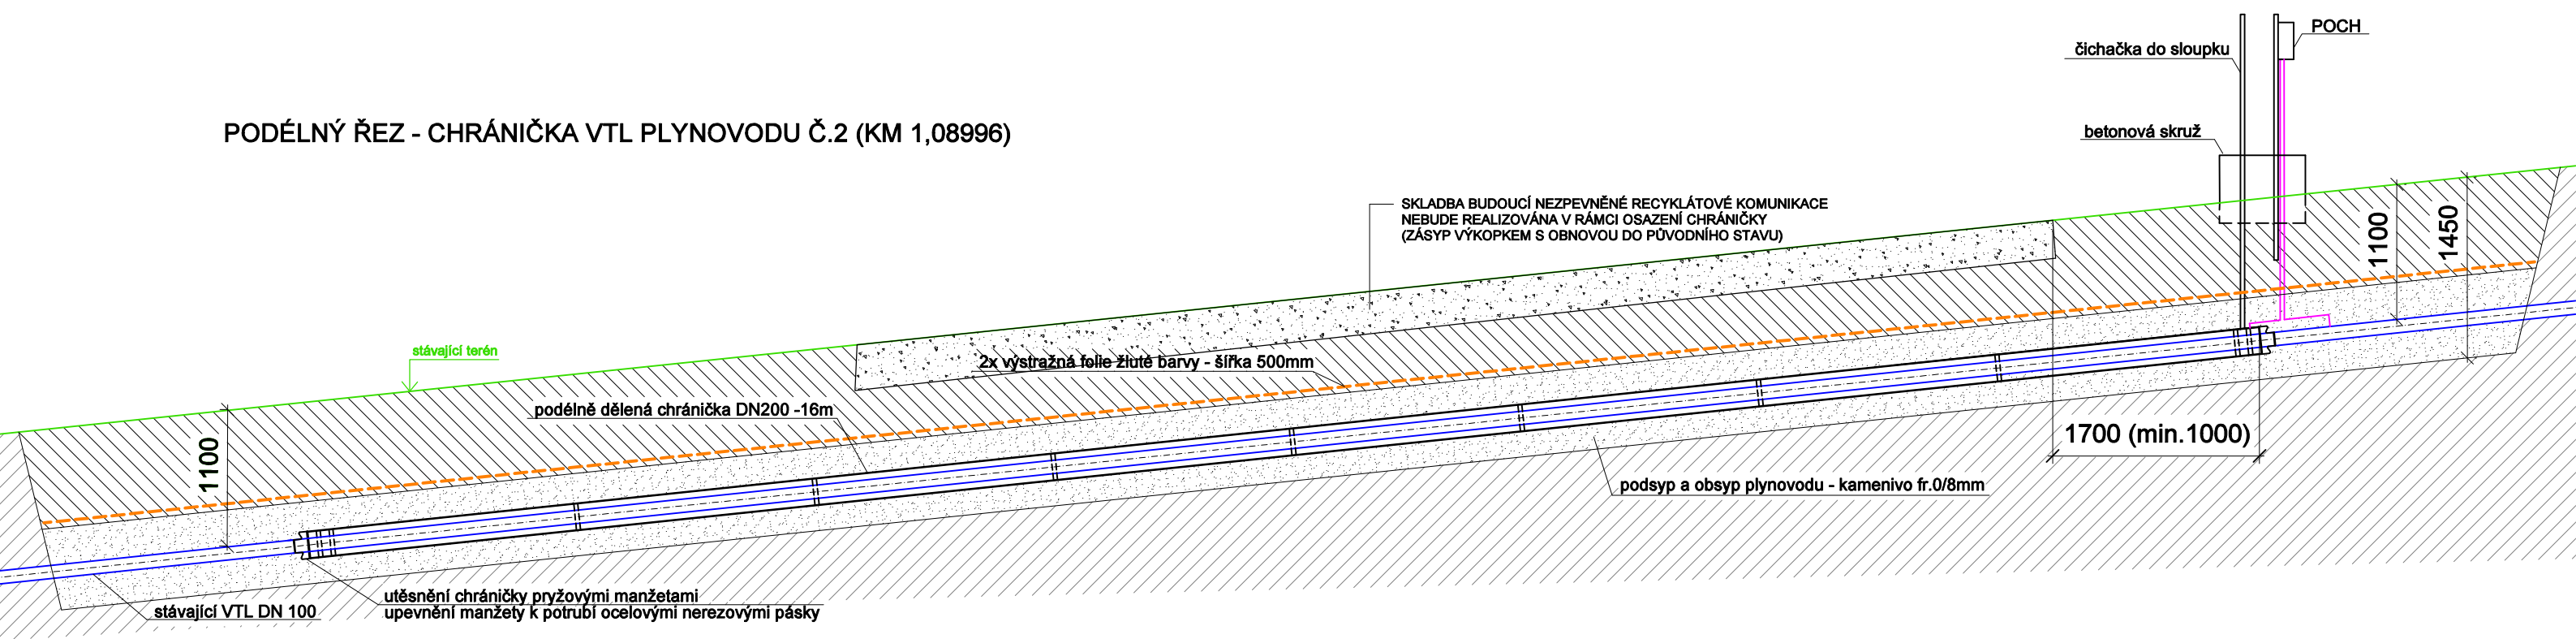 POCH
čichačka do sloupku
PODÉLNÝ ŘEZ - CHRÁNIČKA VTL PLYNOVODU Č.2 (KM 1,08996)
betonová skruž
SKLADBA BUDOUCÍ NEZPEVNĚNÉ RECYKLÁTOVÉ KOMUNIKACE
NEBUDE REALIZOVÁNA V RÁMCI OSAZENÍ CHRÁNIČKY
(ZÁSYP VÝKOPKEM S OBNOVOU DO PŮVODNÍHO STAVU)
1100
1450
stávající terén
2x výstražná folie žluté barvy - šířka 500mm
podélně dělená chránička DN200 -16m
1700 (min.1000)
1100
podsyp a obsyp plynovodu - kamenivo fr.0/8mm
utěsnění chráničky pryžovými manžetami
upevnění manžety k potrubí ocelovými nerezovými pásky
stávající VTL DN 100